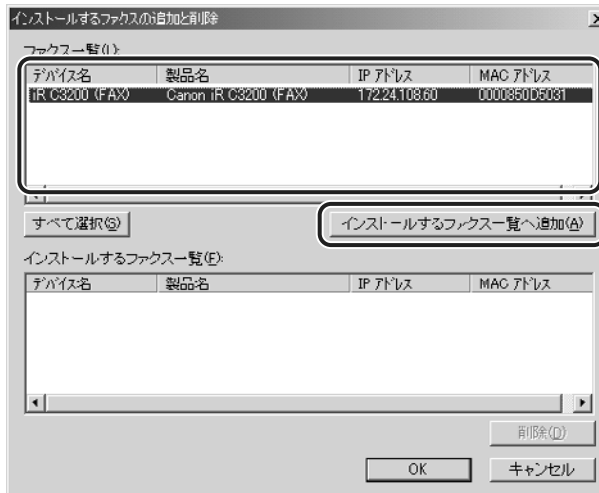 インストールするファクスの追加と削除
ファクス一覧(L):
デバイス名 製品名 IP アドレス MAC アドレス
iR C3200 (FAX) Canon iR C3200 (FAX) 172.24.108.60 0000850D5031
すべて選択(S) インストールするファクス一覧へ追加(A)
インストールするファクス一覧(F):
デバイス名 製品名 IP アドレス MAC アドレス
削除(D)
OK キャンセル